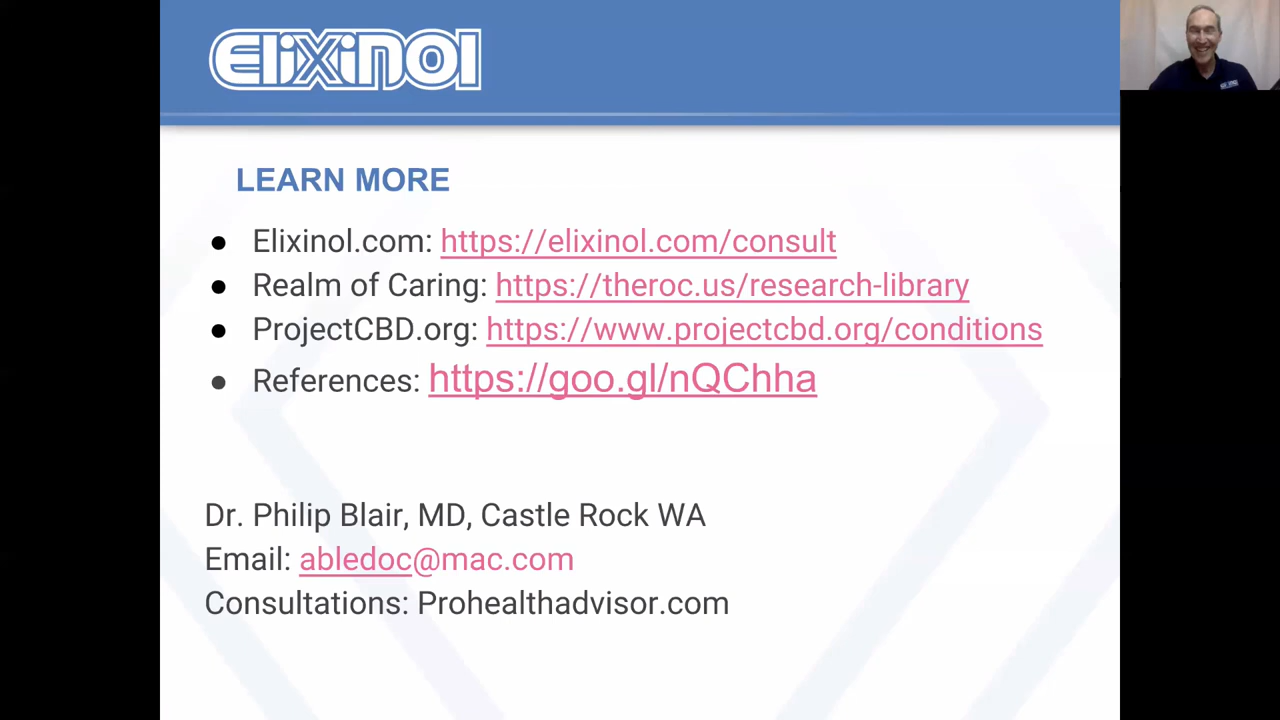 Elixinol
LEARN MORE
● Elixinol.com: https://elixinol.com/consult
● Realm of Caring: https://theroc.us/research-library
● ProjectCBD.org: https://www.projectcbd.org/conditions
● References: https://goo.gl/nQChha
Dr. Philip Blair, MD, Castle Rock WA
Email: abledoc@mac.com
Consultations: Prohealthadvisor.com